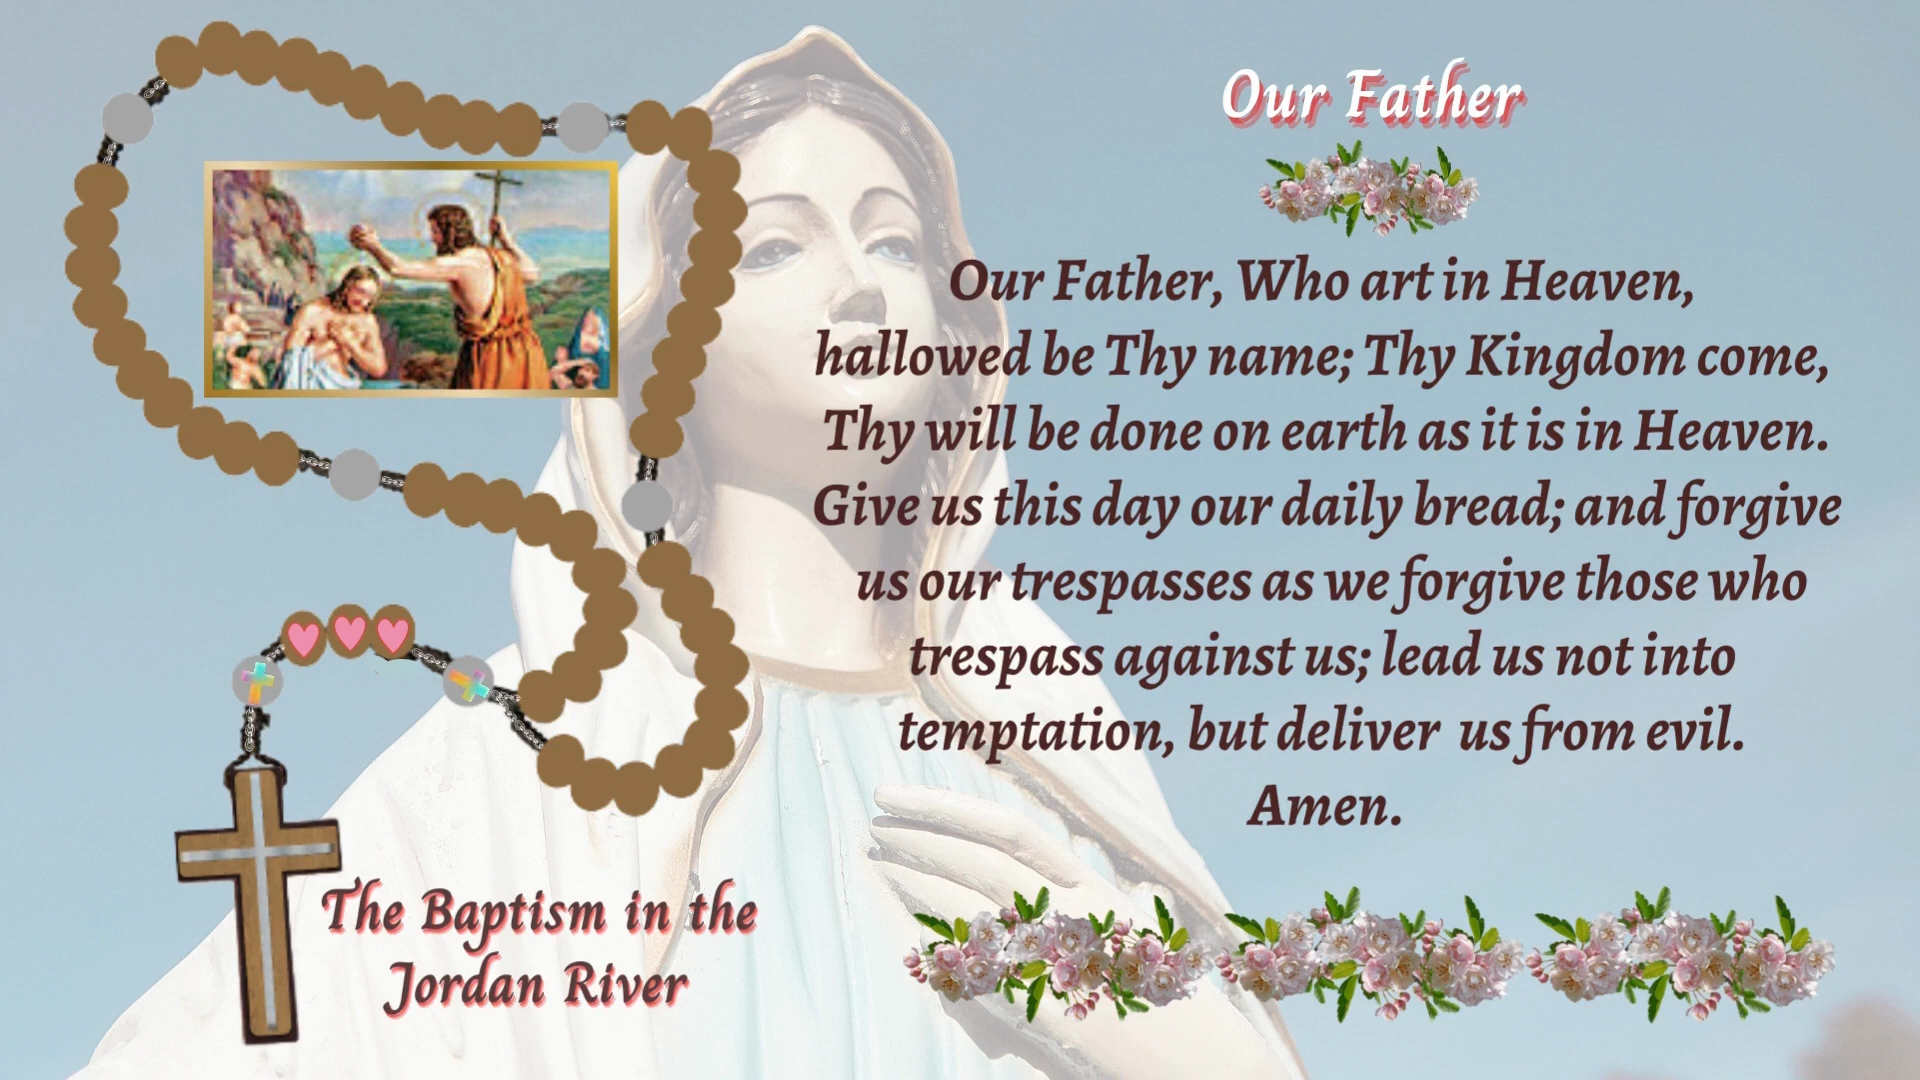 Our Father
Our Father, Who art in Heaven,
hallowed be Thy name; Thy Kingdom come,
Thy will be done on earth as it is in Heaven.
Give us this day our daily bread; and forgive
us our trespasses as we forgive those who
trespass against us; lead us not into
temptation, but deliver us from evil.
Amen.
The Baptism in the
Jordan River